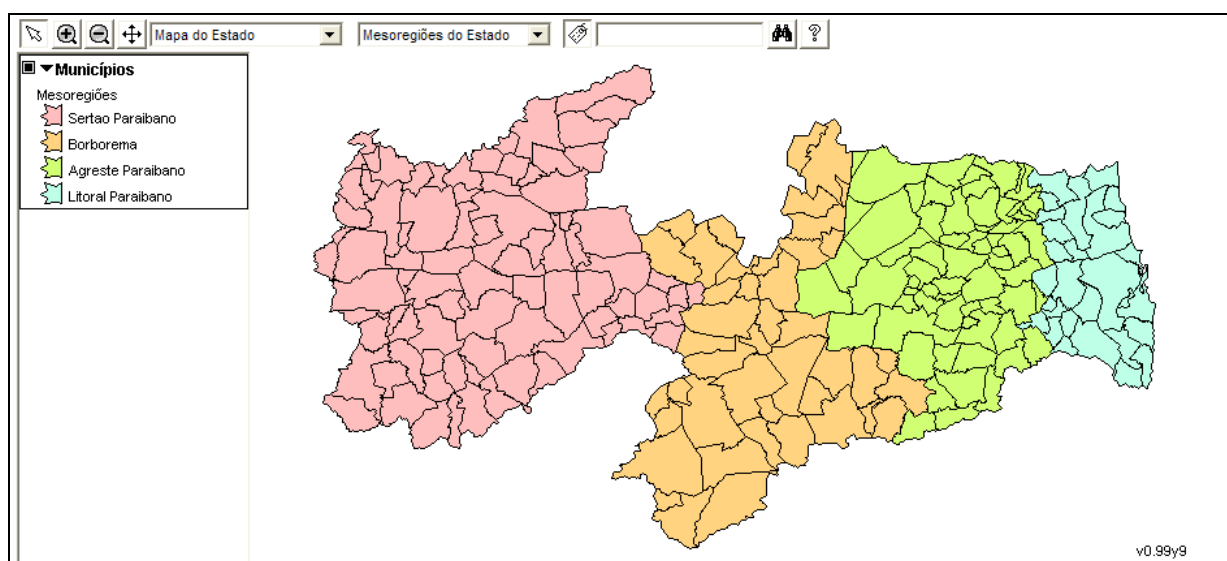 Mapa do Estado Mesoregiões do Estado ?
Municípios
Mesoregiões
Sertao Paraibano
Borborema
Agreste Paraibano
Litoral Paraibano
v0.99y9